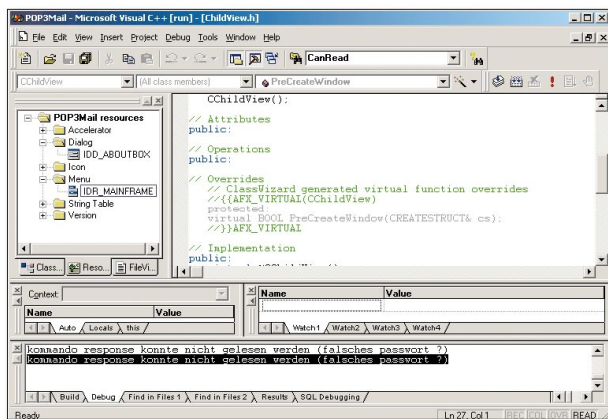 POP3Mail - Microsoft Visual C++ [run] - [ChildView.h]
File Edit View Insert Project Debug Tools Window Help
CanRead
CChildView
(All class members)
PreCreateWindow
POP3Mail resources
Accelerator
Dialog
IDD_ABOUTBOX
Icon
Menu
IDR_MAINFRAME
String Table
Version
Class...
Reso...
FileVi...
CChildView();
// Attributes
public:
// Operations
public:
// Overrides
// ClassWizard generated virtual function overrides
//{{AFX_VIRTUAL(CChildView)
protected:
virtual BOOL PreCreateWindow(CREATESTRUCT& cs);
//}}AFX_VIRTUAL
// Implementation
public:
Context:
Name Value
Auto Locals this
Name Value
Watch1 Watch2 Watch3 Watch4
kommando response konnte nicht gelesen werden (falsches passwort ?)
kommando response konnte nicht gelesen werden (falsches passwort ?)
Build Debug Find in Files 1 Find in Files 2 Results SQL Debugging
Ready
Ln 27, Col 1 REC COL OVR READ